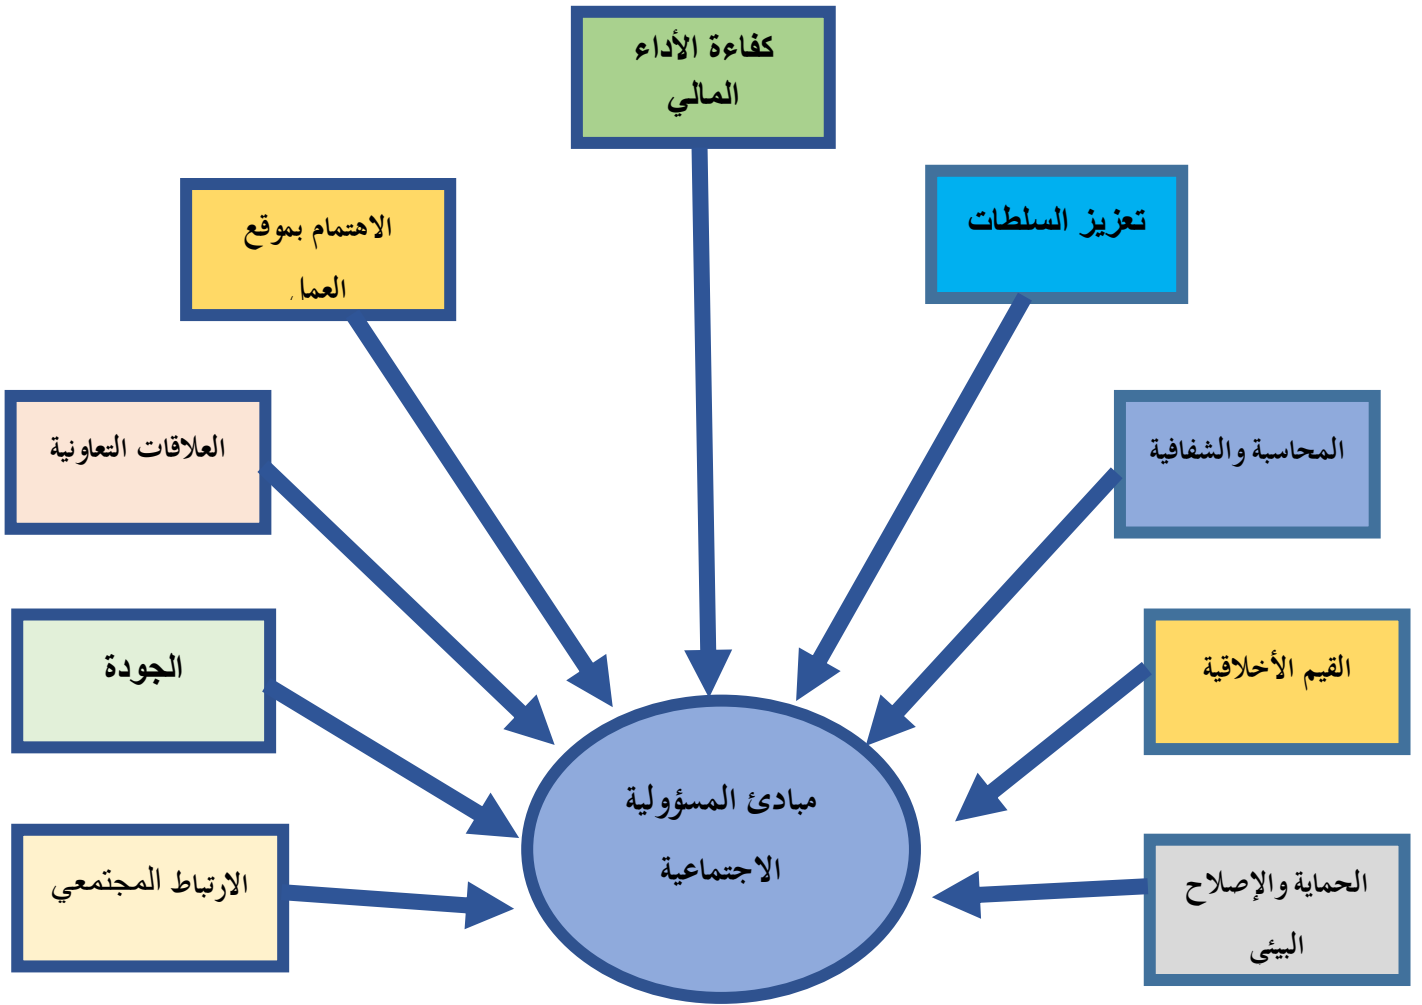 كفاءة الأداء
المالي
تعزيز السلطات
الاهتمام بموقع
العمل
المحاسبة والشفافية
العلاقات التعاونية
القيم الأخلاقية
الجودة
مبادئ المسؤولية
الاجتماعية
الحماية والإصلاح
البيئي
الارتباط المجتمعي